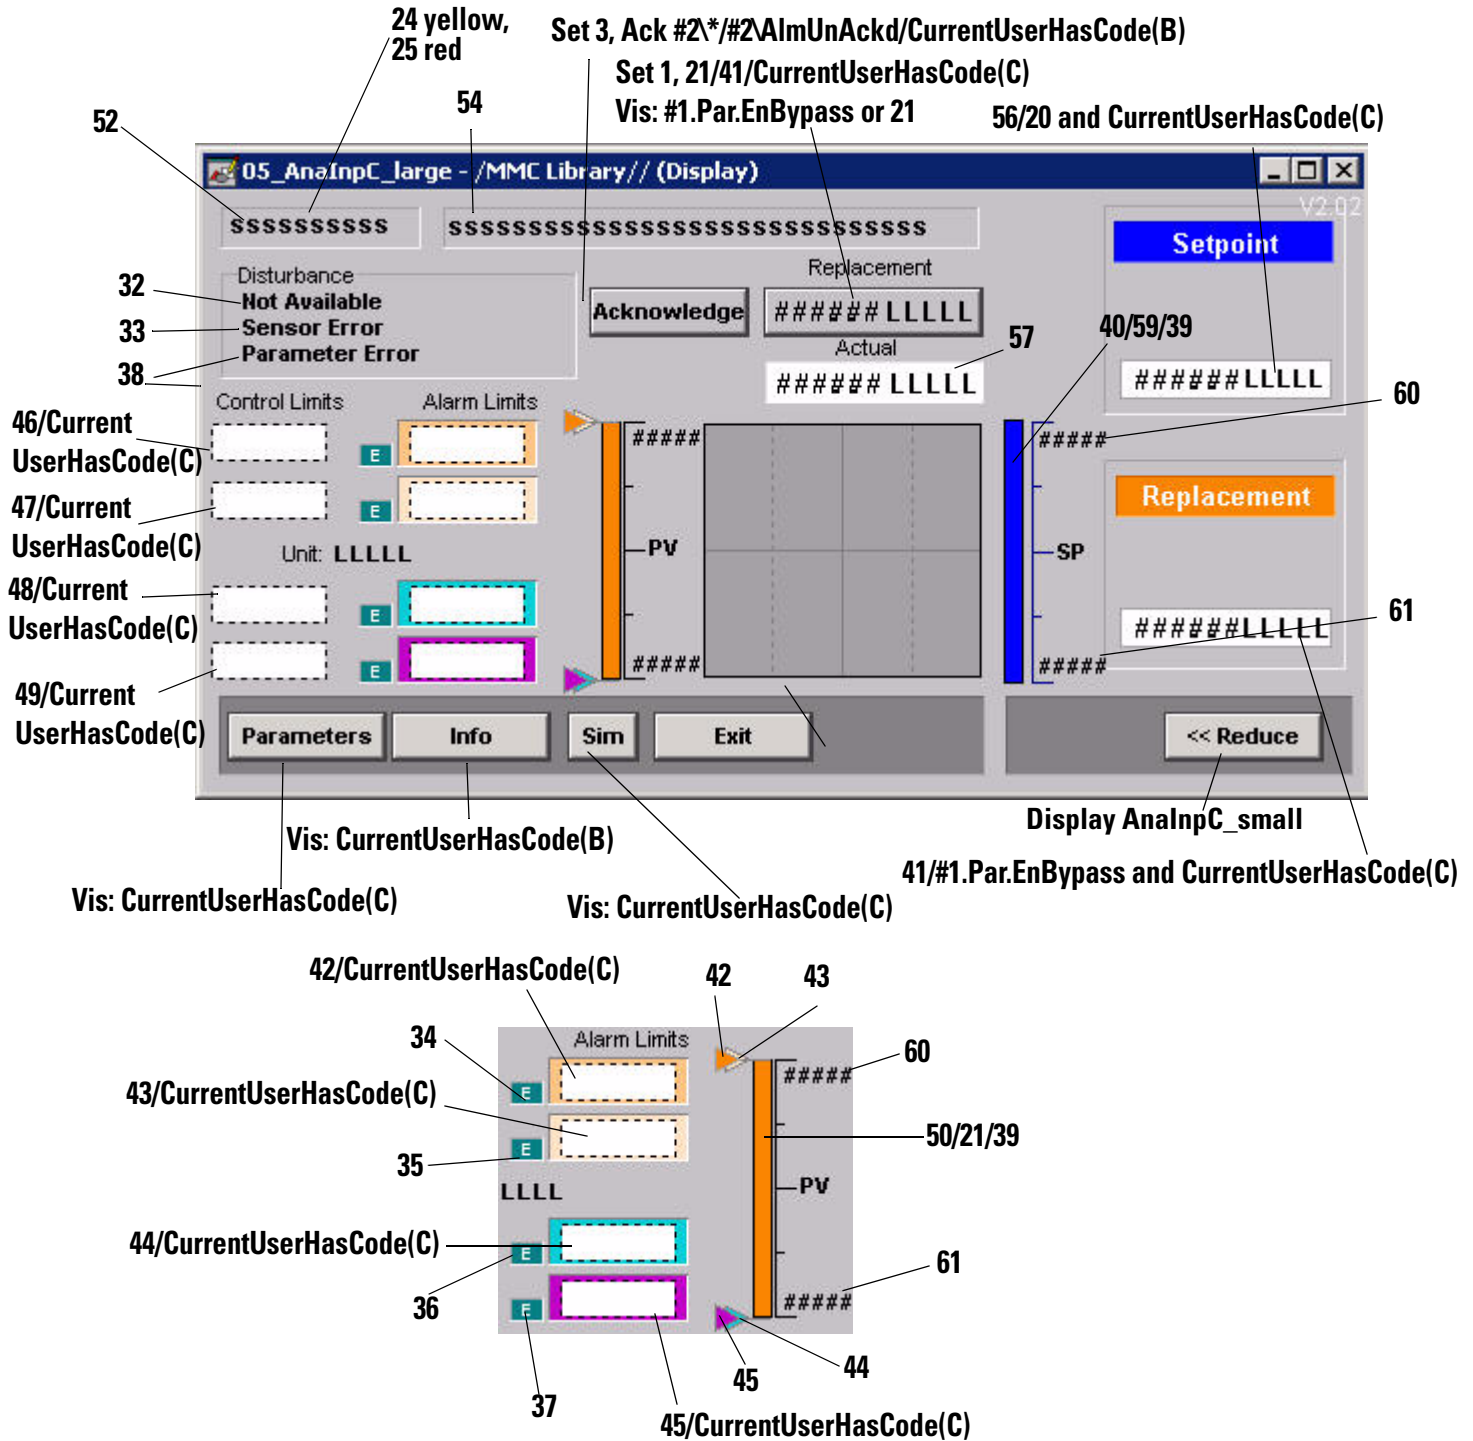 24 yellow,
25 red
Set 3, Ack #2\*/#2\AlmUnAckd/CurrentUserHasCode(B)
Set 1, 21/41/CurrentUserHasCode(C)
Vis: #1.Par.EnBypass or 21
52
54
56/20 and CurrentUserHasCode(C)
05_AnaInpC_large - /MMC Library// (Display)
V2.02
ssssssssss
ssssssssssssssssssssssssssssss
Setpoint
Disturbance
Not Available
Sensor Error
Parameter Error
32
33
38
Acknowledge
Replacement
######LLLLL
Actual
######LLLLL
57
40/59/39
######LLLLL
60
Control Limits
Alarm Limits
46/Current
UserHasCode(C)
E
#####
#####
47/Current
UserHasCode(C)
E
Replacement
Unit: LLLLL
PV
SP
48/Current
UserHasCode(C)
E
61
######LLLLL
49/Current
UserHasCode(C)
E
#####
#####
Parameters
Info
Sim
Exit
<< Reduce
Vis: CurrentUserHasCode(B)
Display AnaInpC_small
41/#1.Par.EnBypass and CurrentUserHasCode(C)
Vis: CurrentUserHasCode(C)
Vis: CurrentUserHasCode(C)
42/CurrentUserHasCode(C)
42
43
34
Alarm Limits
60
E
#####
43/CurrentUserHasCode(C)
50/21/39
35
E
LLLL
PV
44/CurrentUserHasCode(C)
E
61
36
E
#####
37
45
44
45/CurrentUserHasCode(C)